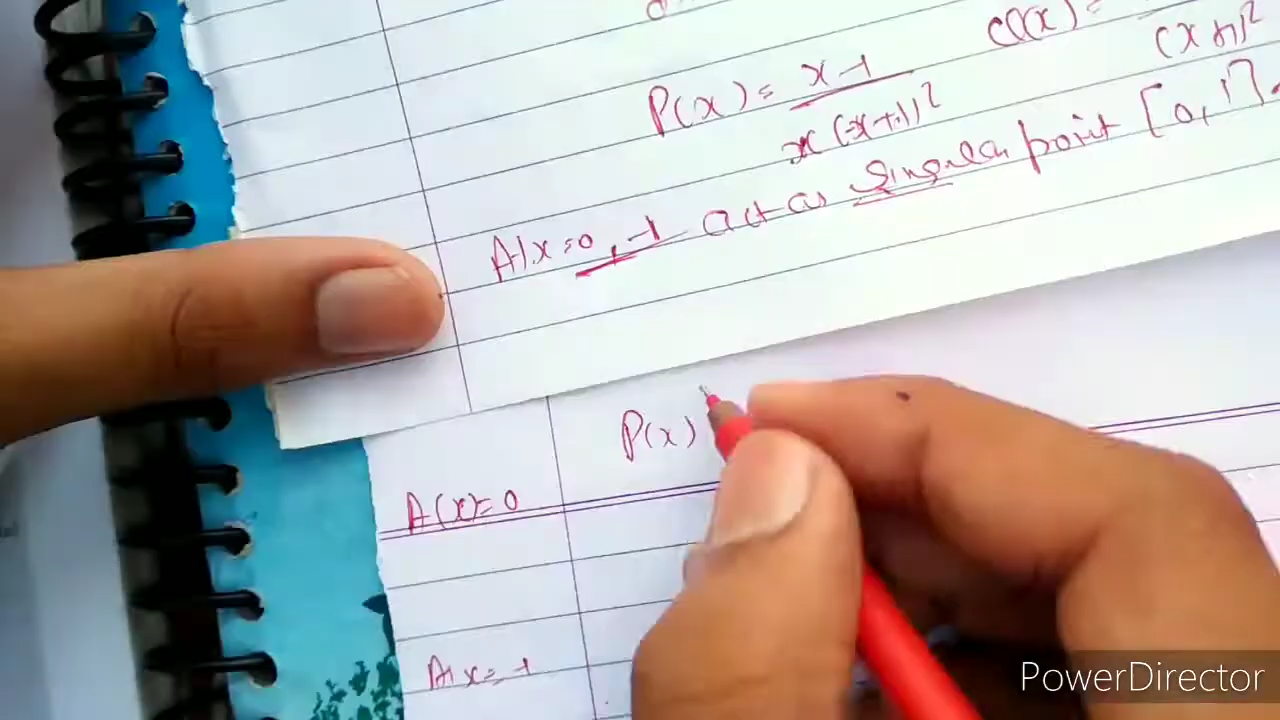 Q(x) =
P(x) = x-1
x(x+1)² (x+1)²
At x=0, -1 act as singular point [0, 1].
P(x)
A(x)=0
At x=-1
PowerDirector